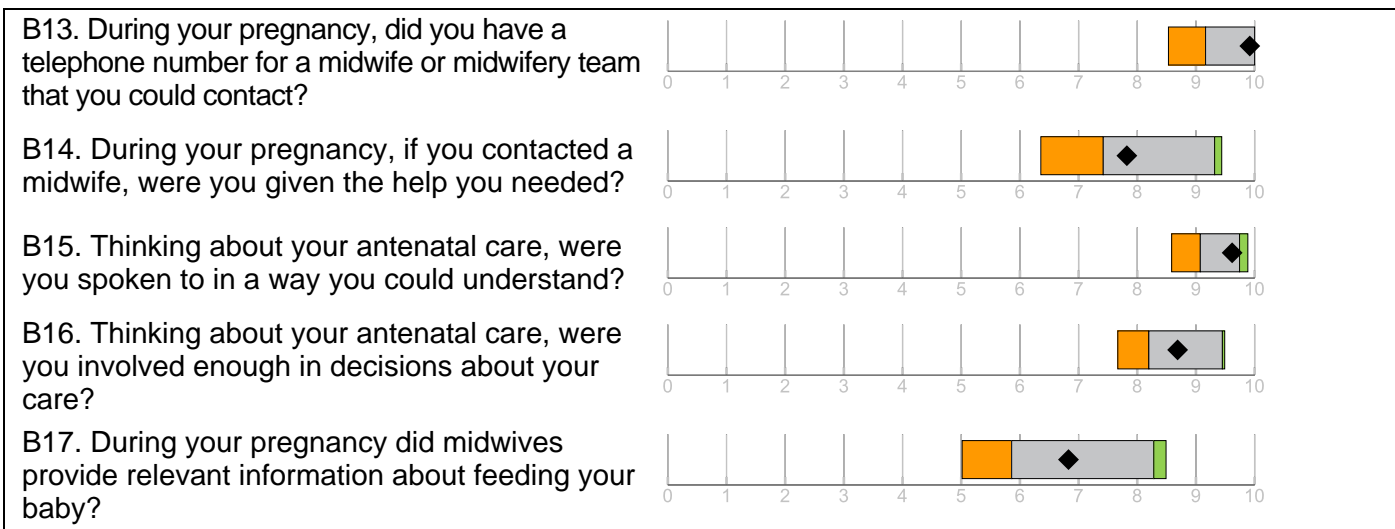 B13. During your pregnancy, did you have a
telephone number for a midwife or midwifery team
that you could contact?
0 1 2 3 4 5 6 7 8 9 10
B14. During your pregnancy, if you contacted a
midwife, were you given the help you needed?
0 1 2 3 4 5 6 7 8 9 10
B15. Thinking about your antenatal care, were
you spoken to in a way you could understand?
0 1 2 3 4 5 6 7 8 9 10
B16. Thinking about your antenatal care, were
you involved enough in decisions about your
care?
0 1 2 3 4 5 6 7 8 9 10
B17. During your pregnancy did midwives
provide relevant information about feeding your
baby?
0 1 2 3 4 5 6 7 8 9 10